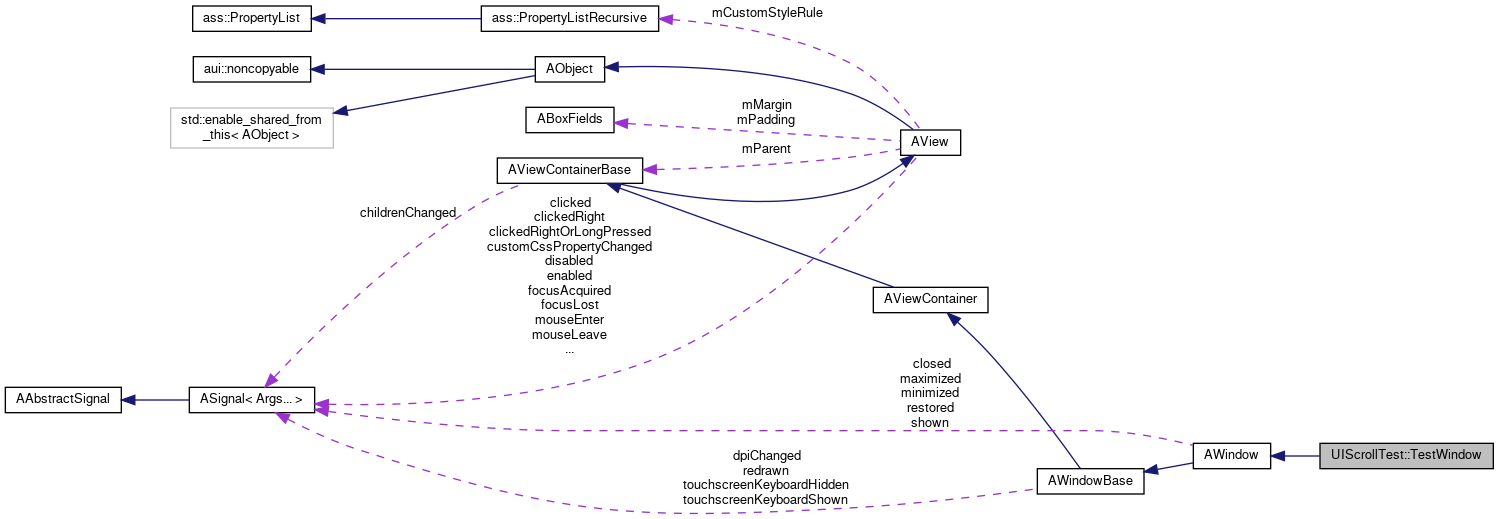 ass::PropertyList
ass::PropertyListRecursive
mCustomStyleRule
aui::noncopyable
AObject
std::enable_shared_from
_this< AObject >
ABoxFields
mMargin
mPadding
AView
mParent
AViewContainerBase
childrenChanged
clicked
clickedRight
clickedRightOrLongPressed
customCssPropertyChanged
disabled
enabled
focusAcquired
focusLost
mouseEnter
mouseLeave
...
AViewContainer
closed
maximized
minimized
restored
shown
AAbstractSignal
ASignal< Args... >
AWindow
UIScrollTest::TestWindow
dpiChanged
redrawn
touchscreenKeyboardHidden
touchscreenKeyboardShown
AWindowBase